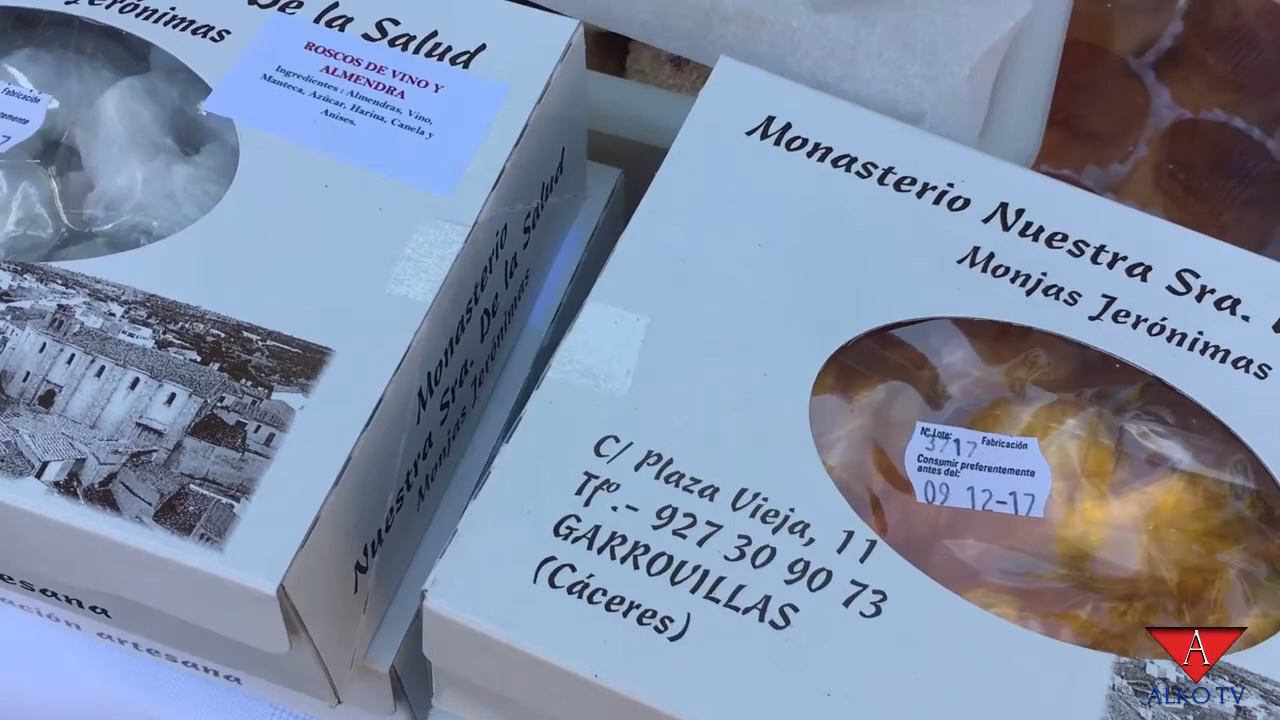 Jerónimas
De la Salud
ROSCOS DE VINO Y
ALMENDRA
Ingredientes : Almendras, Vino,
Manteca, Azúcar, Harina, Canela y
Anises.
Fabricación
Monasterio
Nuestra Sra. De la Salud
Monjas Jerónimas
Monasterio Nuestra Sra.
Monjas Jerónimas
Nº Lote: Fabricación
3717
Consumir preferentemente
antes del:
09 12-17
C/ Plaza Vieja, 11
Tfº.- 927 30 90 73
GARROVILLAS
(Cáceres)
artesana
A
ALKO TV